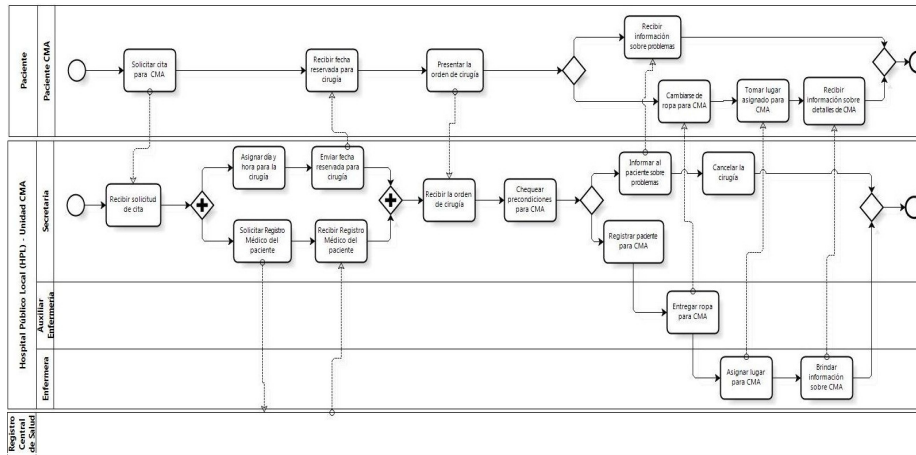 Paciente
Paciente CMA
Solicitar cita
para CMA
Recibir fecha
reservada para
cirugía
Presentar la
orden de cirugía
Recibir
información
sobre problemas
Cambiarse de
ropa para CMA
Tomar lugar
asignado para
CMA
Recibir
información sobre
detalles de CMA
Hospital Público Local (HPL) - Unidad CMA
Secretaria
Recibir solicitud
de cita
Asignar día y
hora para la
cirugía
Enviar fecha
reservada para
cirugía
Solicitar Registro
Médico del
paciente
Recibir Registro
Médico del
paciente
Recibir la orden
de cirugía
Chequear
precondiciones
para CMA
Informar al
paciente sobre
problemas
Cancelar la
cirugía
Registrar paciente
para CMA
Auxiliar
Enfermería
Entregar ropa
para CMA
Enfermera
Asignar lugar
para CMA
Brindar
información
sobre CMA
Registro
Central
de Salud